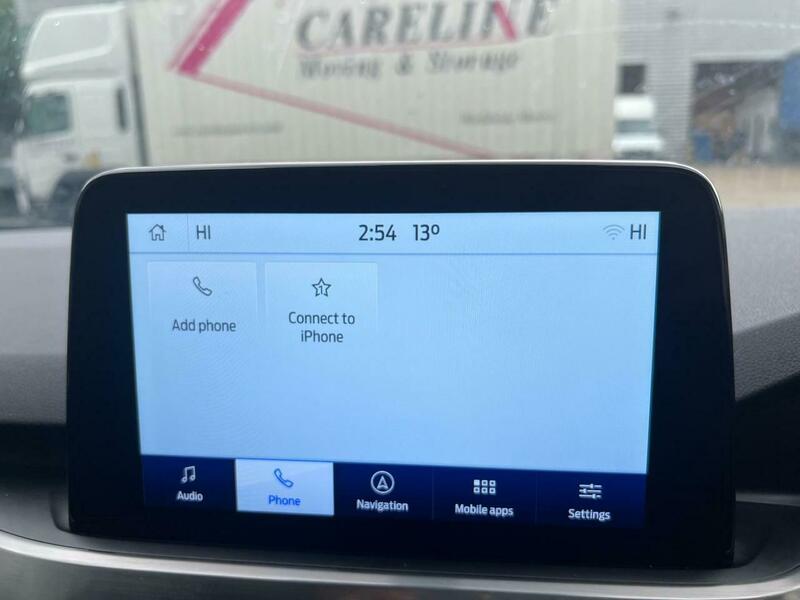 CARELINE
Moving & Storage
HI
2:54 13º
HI
Add phone
1
Connect to
iPhone
Audio
Phone
Navigation
Mobile apps
Settings